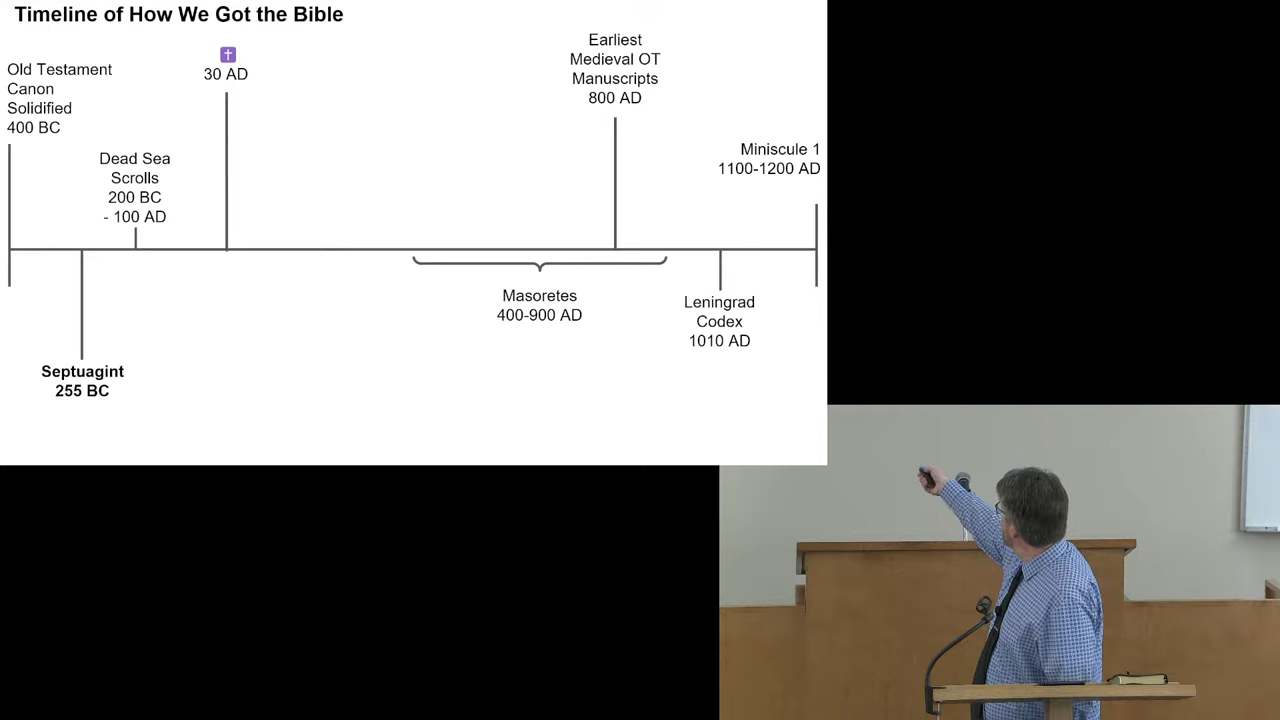 Timeline of How We Got the Bible
Old Testament
Canon
Solidified
400 BC
Dead Sea
Scrolls
200 BC
- 100 AD
Septuagint
255 BC
✝
30 AD
Earliest
Medieval OT
Manuscripts
800 AD
Masoretes
400-900 AD
Leningrad
Codex
1010 AD
Miniscule 1
1100-1200 AD